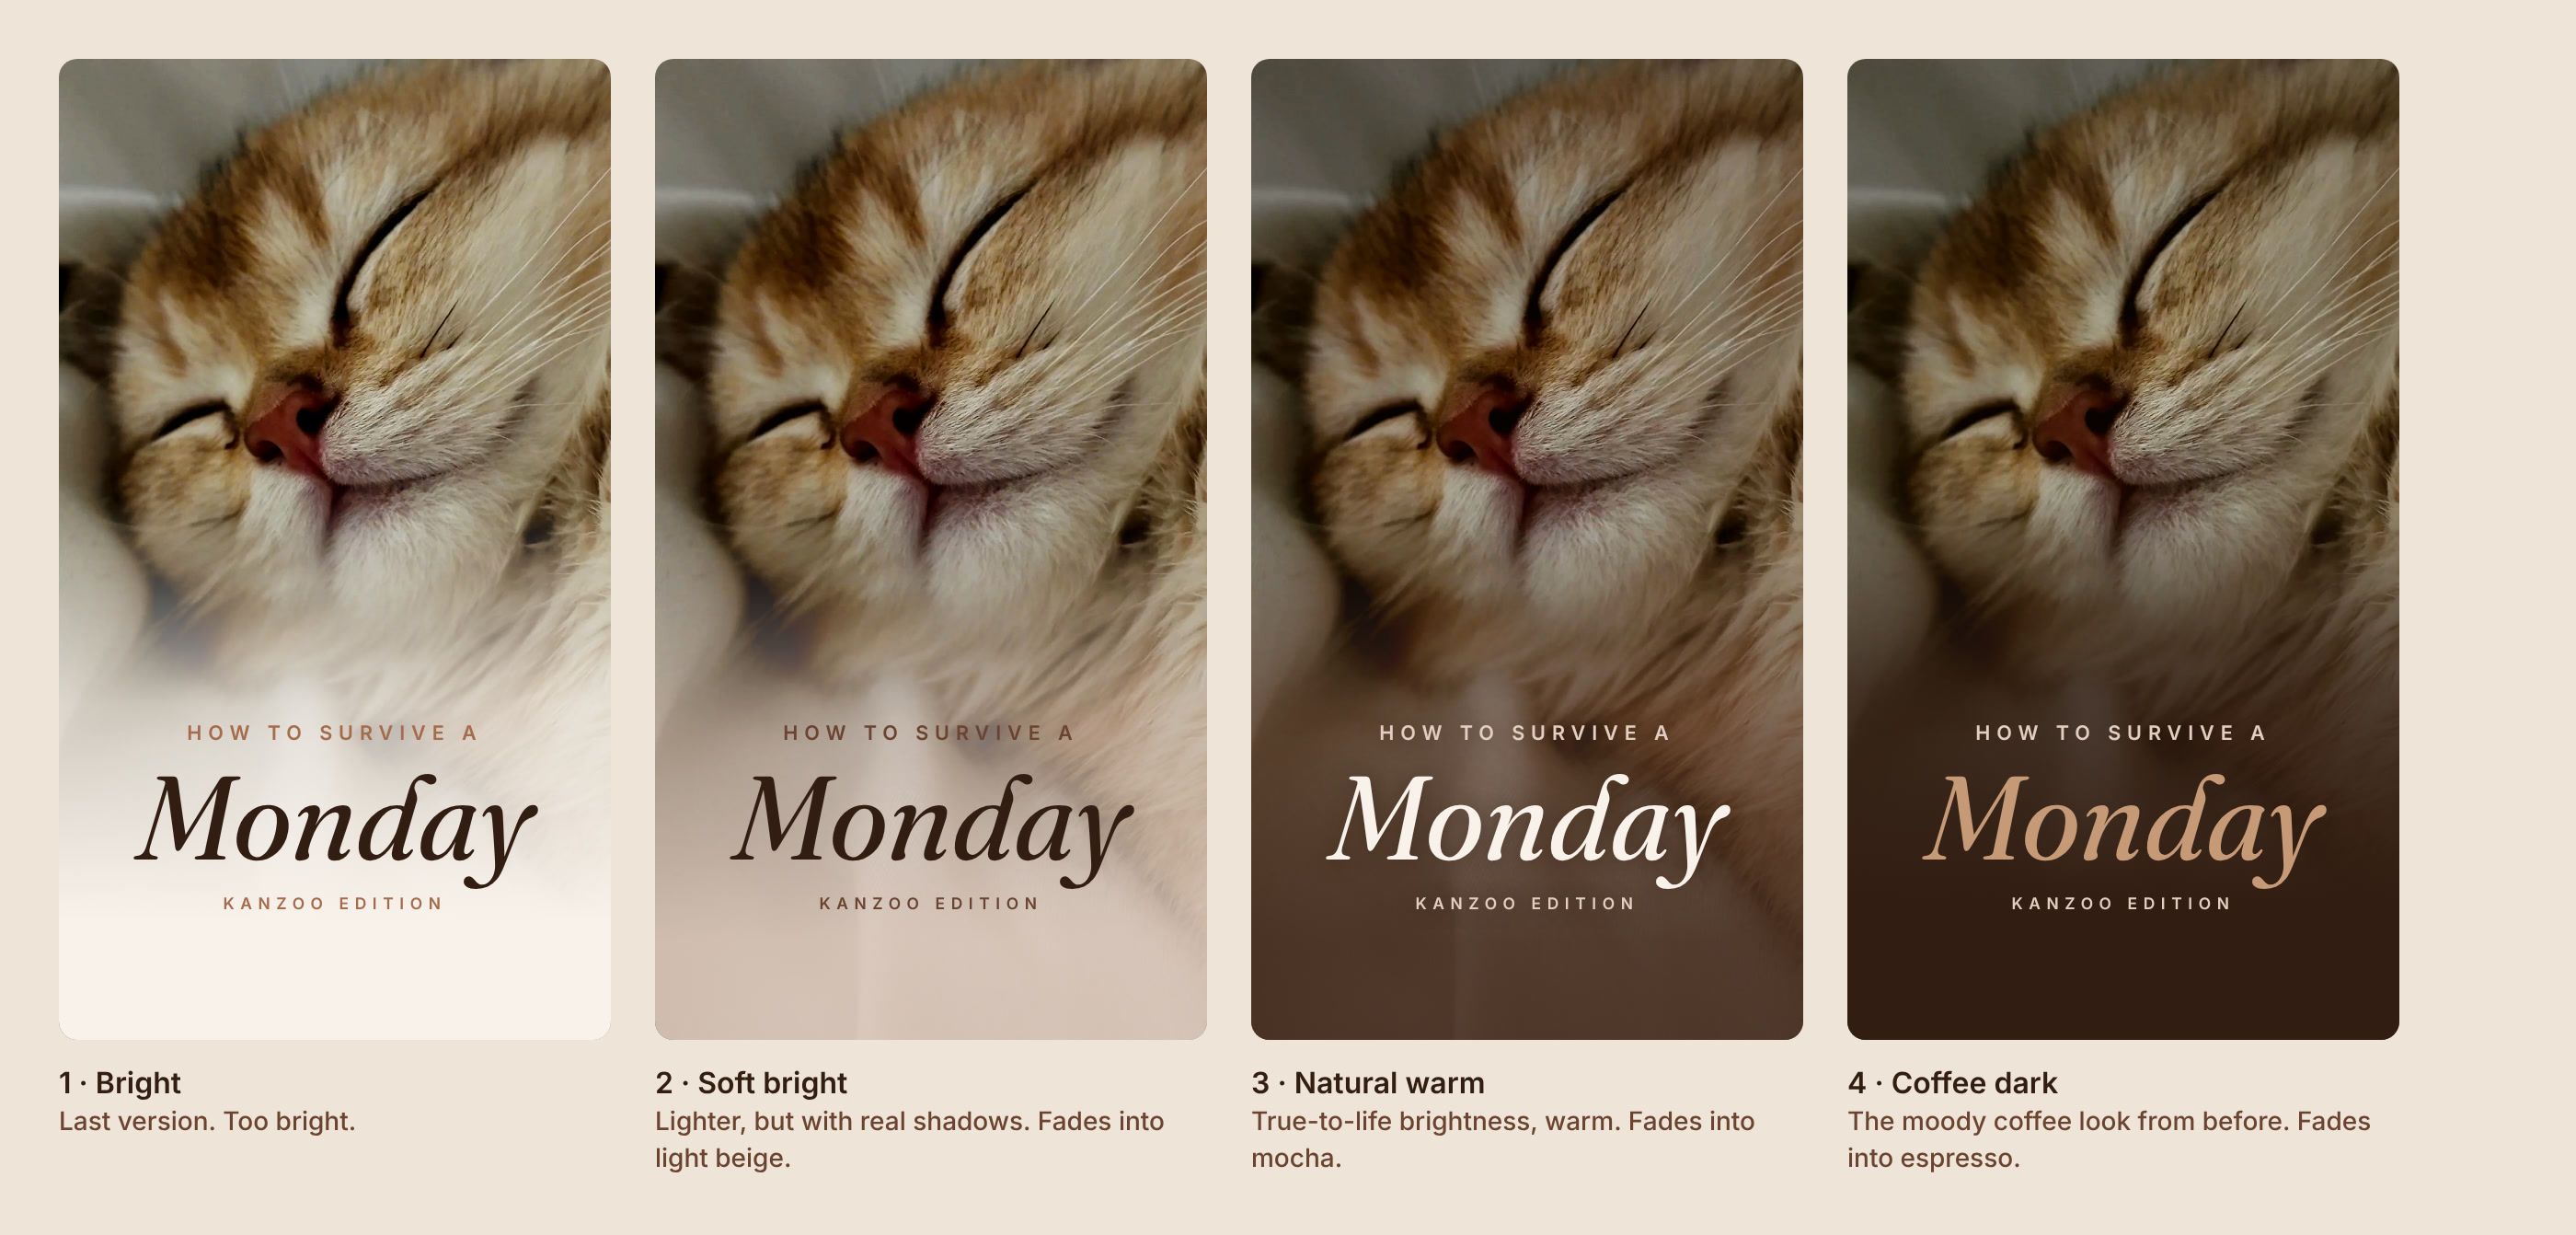 HOW TO SURVIVE A
Monday
KANZOO EDITION
1 · Bright
Last version. Too bright.
HOW TO SURVIVE A
Monday
KANZOO EDITION
2 · Soft bright
Lighter, but with real shadows. Fades into
light beige.
HOW TO SURVIVE A
Monday
KANZOO EDITION
3 · Natural warm
True-to-life brightness, warm. Fades into
mocha.
HOW TO SURVIVE A
Monday
KANZOO EDITION
4 · Coffee dark
The moody coffee look from before. Fades
into espresso.